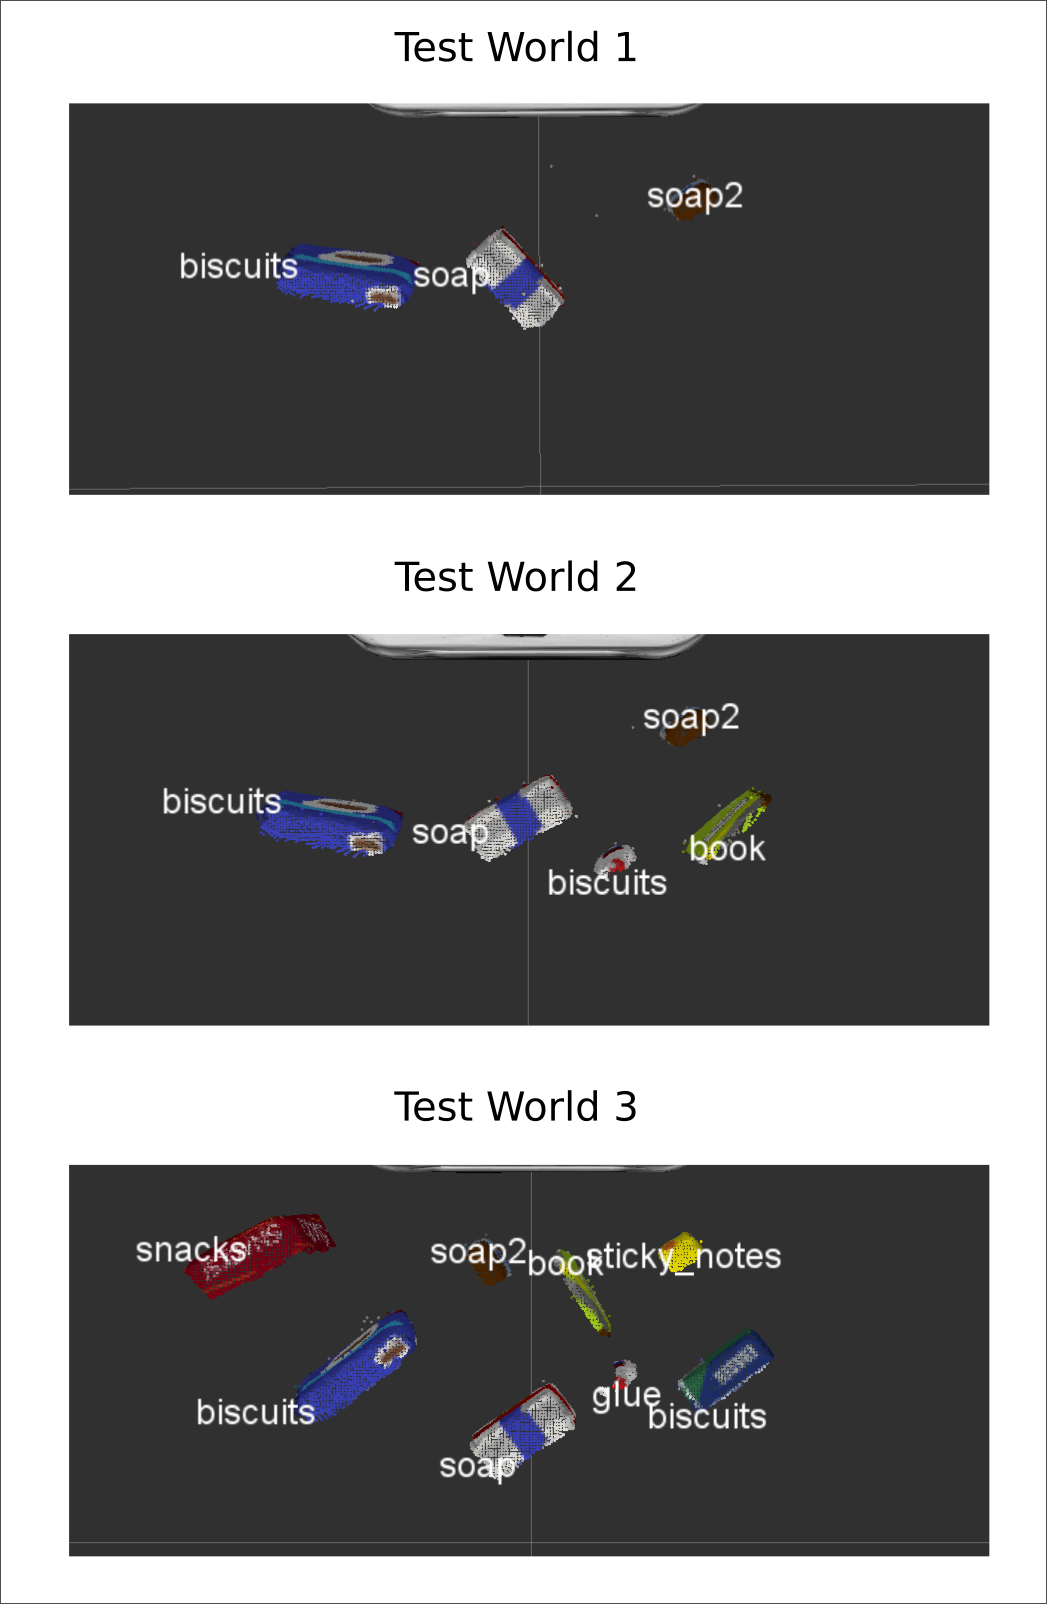 Test World 1
soap2
biscuits
soap
Test World 2
soap2
biscuits
soap
book
biscuits
Test World 3
snacks
soap2
book
sticky_notes
glue
biscuits
biscuits
soap